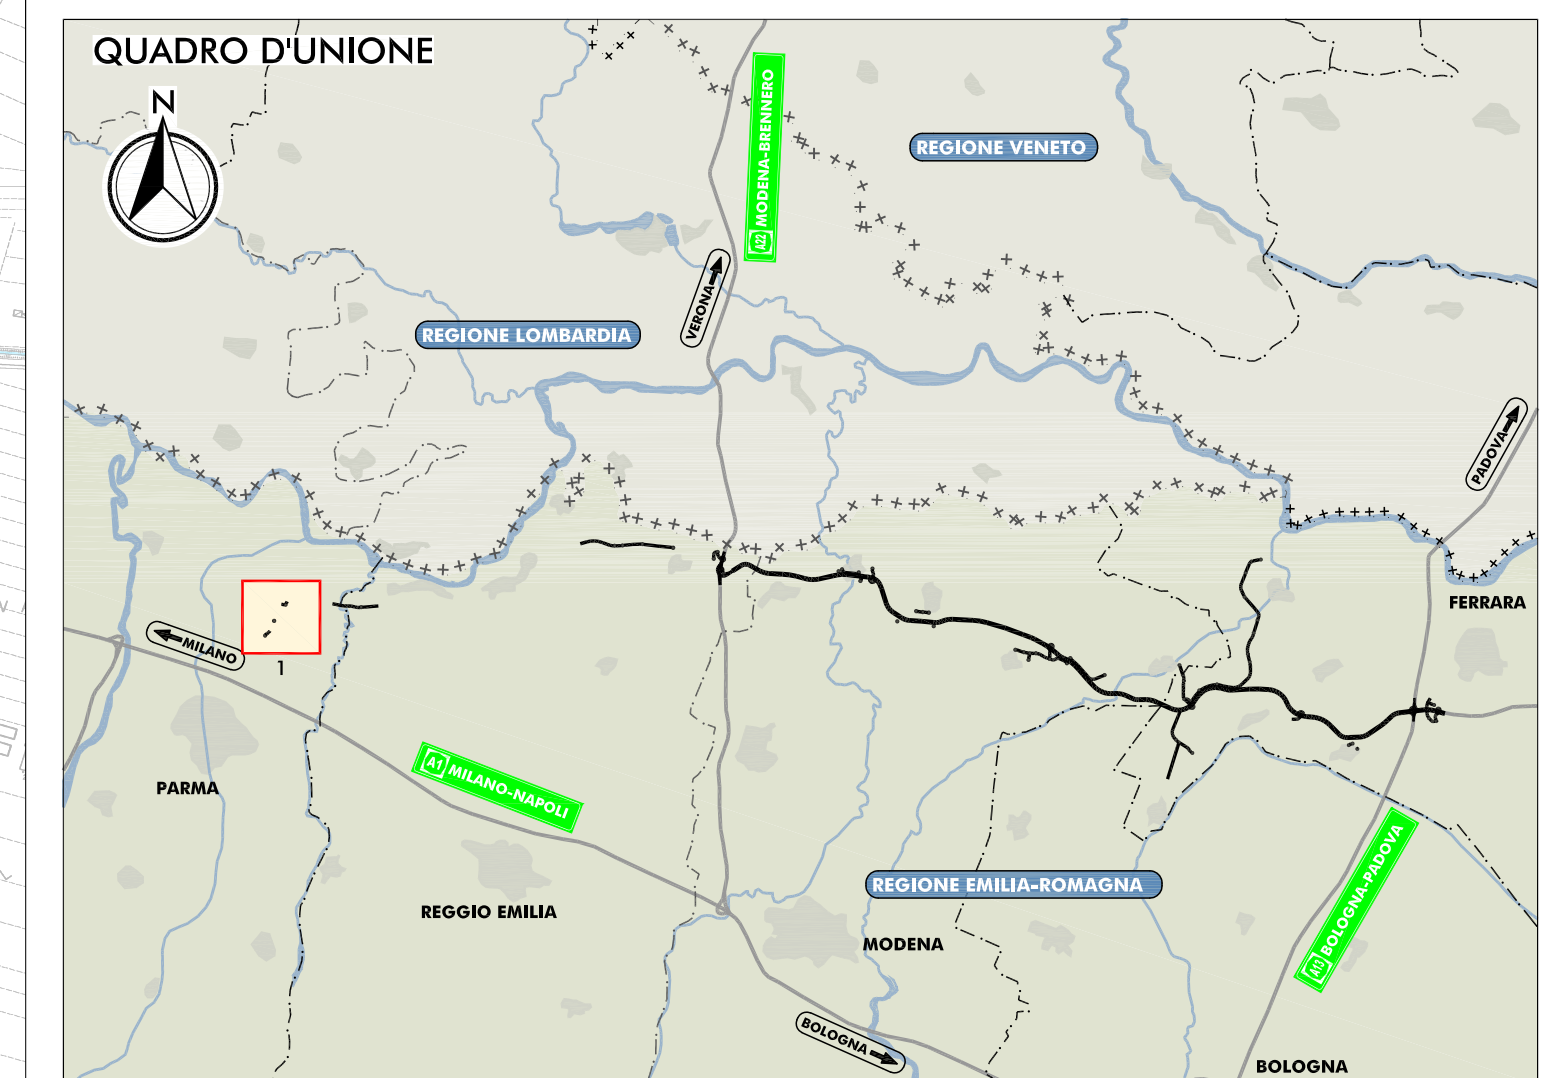 QUADRO D'UNIONE
N
A22 MODENA-BRENNERO
REGIONE VENETO
VERONA
REGIONE LOMBARDIA
PADOVA
FERRARA
MILANO
1
PARMA
A1 MILANO-NAPOLI
REGGIO EMILIA
REGIONE EMILIA-ROMAGNA
MODENA
A13 BOLOGNA-PADOVA
BOLOGNA
BOLOGNA